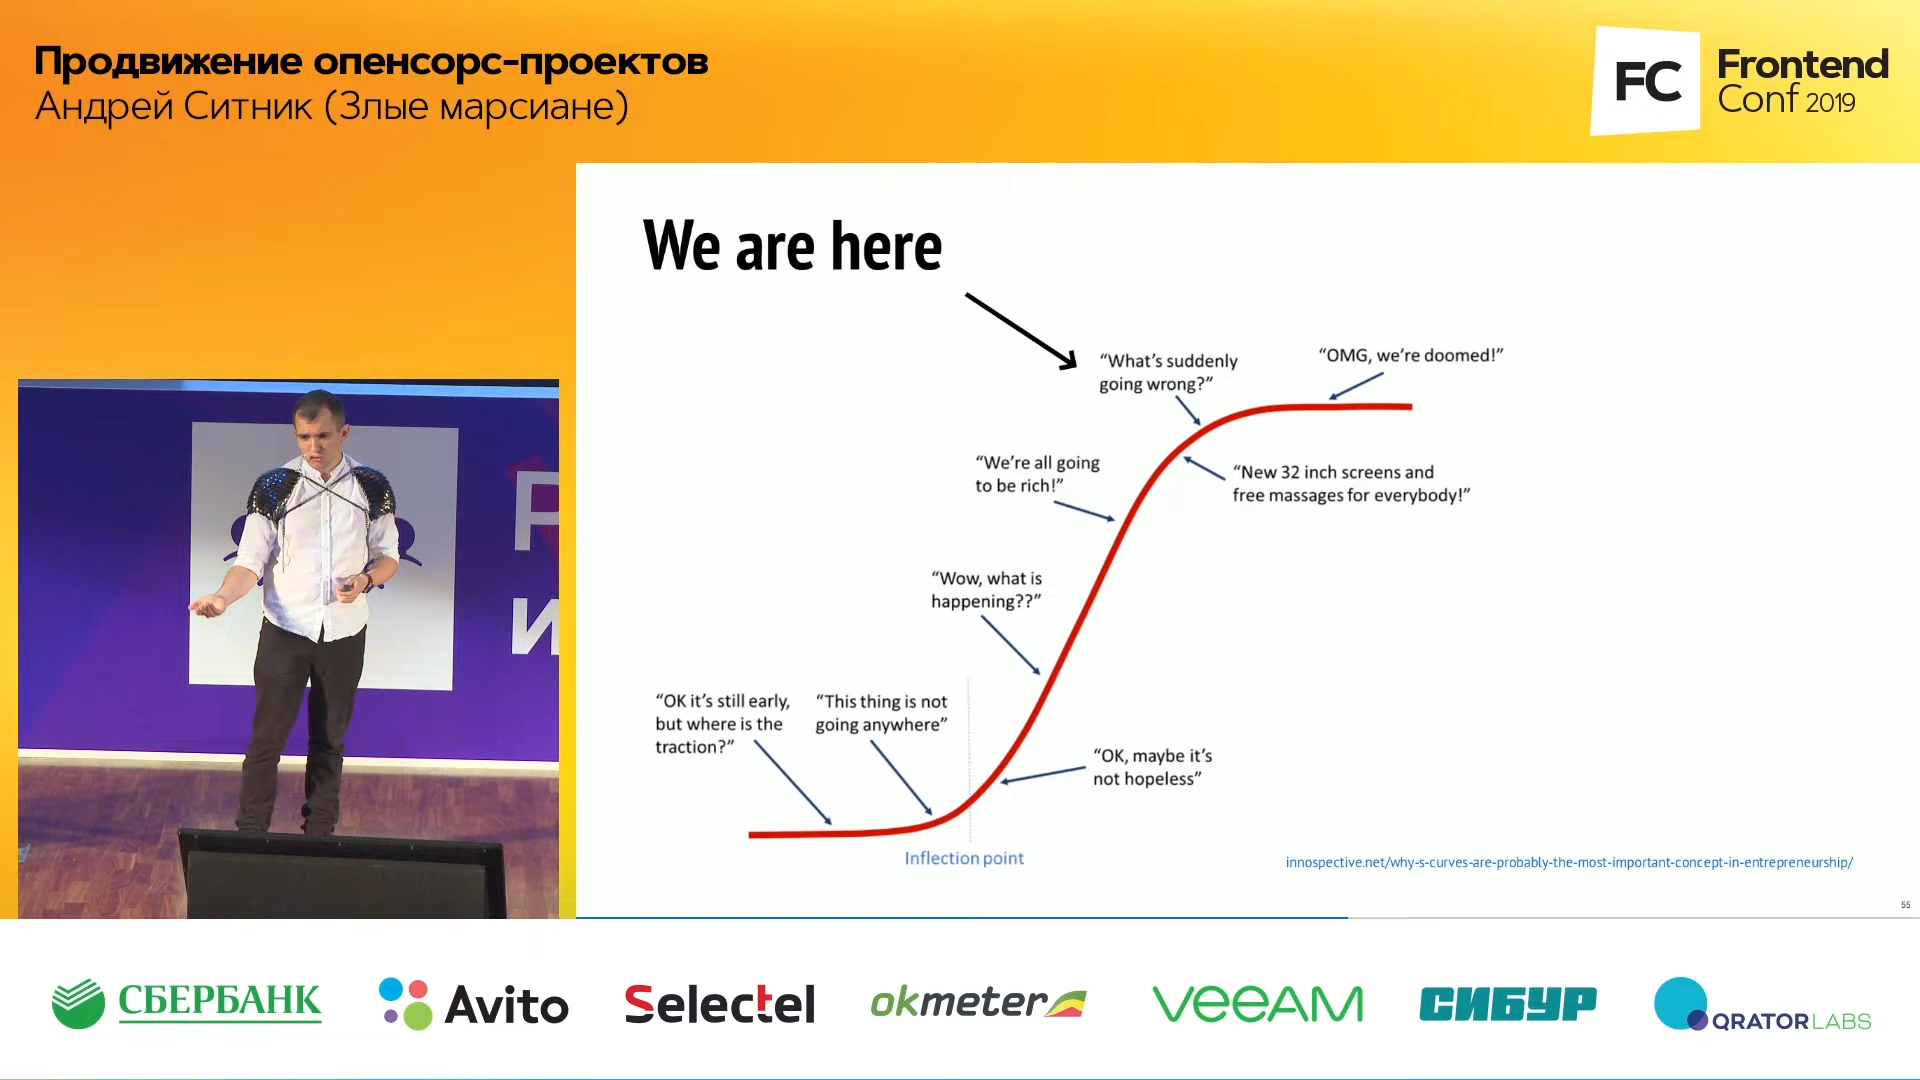 Продвижение опенсорс-проектов
Андрей Ситник (Злые марсиане)
FC
Frontend
Conf 2019
We are here
“What’s suddenly
going wrong?”
“OMG, we’re doomed!”
“We’re all going
to be rich!”
“New 32 inch screens and
free massages for everybody!”
“Wow, what is
happening??”
“OK it’s still early,
but where is the
traction?”
“This thing is not
going anywhere”
“OK, maybe it’s
not hopeless”
Inflection point
innospective.net/why-s-curves-are-probably-the-most-important-concept-in-entrepreneurship/
55
СБЕРБАНК
Avito
Selectel
okmeter
veeAM
СИБУР
QRATOR LABS